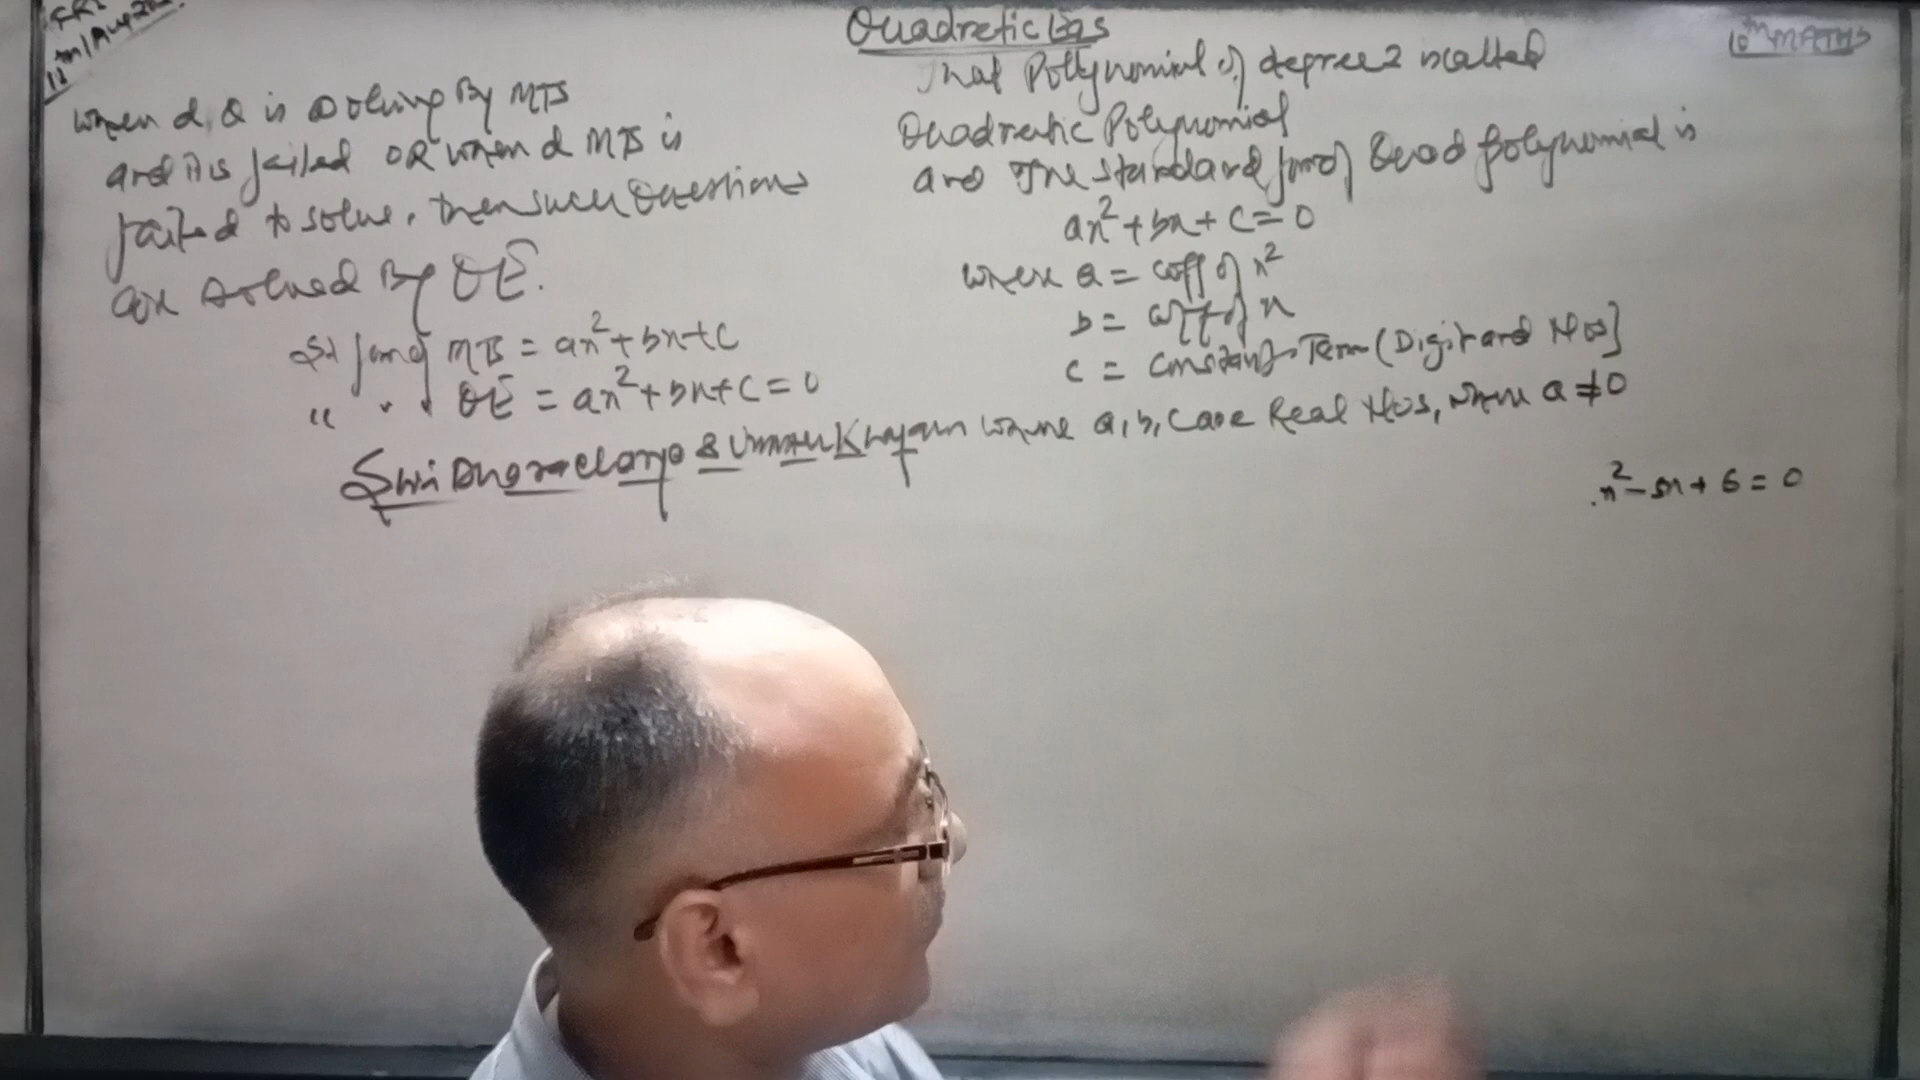 Quadretic Eqs
10th MATHS
When d Q is Solving By MTS
and it is failed OR when d MTS is
failed to solve, then such Questions
are solved By QE.
St form of MTS = ax²+bx+c
" " " QE = ax²+bx+c=0
That Polynomial of degree 2 is called
Quadratic Polynomial
and The standard form of Quad polynomial is
ax²+bx+c=0
where a = coff of x²
b = coff of x
c = Constant Term (Digit and Nos]
where a, b, c are Real Nos, where a ≠ 0
Shri Dharacharya & Ummar Khayam
x²-5x+6=0